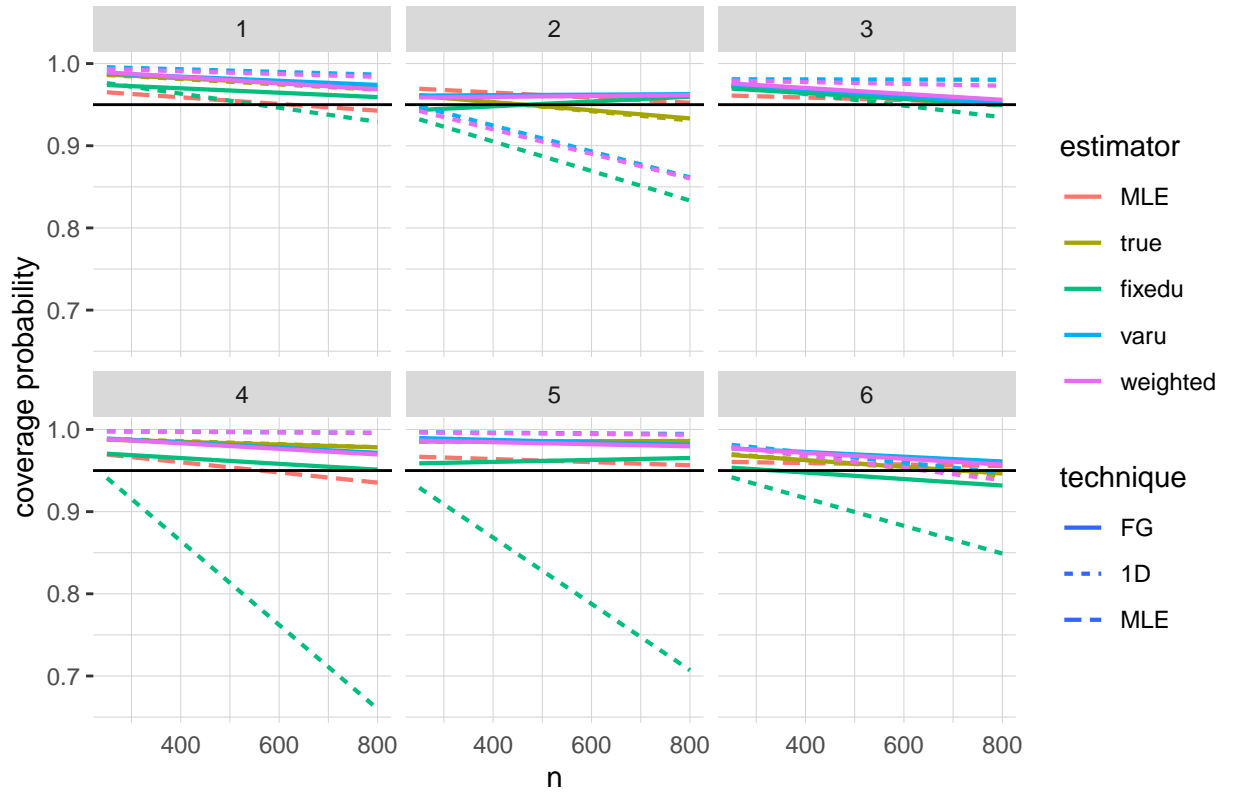 1 2 3
1.0
0.9
0.8
0.7
4 5 6
1.0
0.9
0.8
0.7
400 600 800 400 600 800 400 600 800
n
coverage probability
estimator
MLE
true
fixedu
varu
weighted
technique
FG
1D
MLE